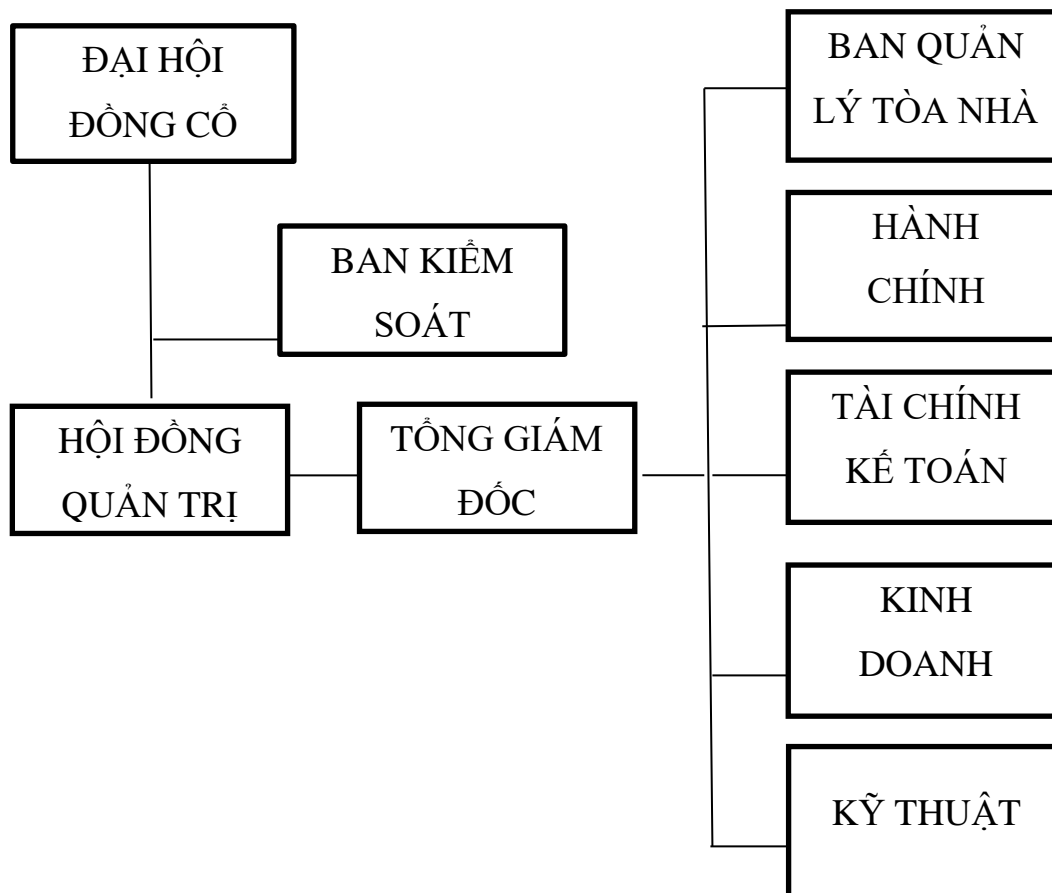 ĐẠI HỘI
ĐỒNG CỔ
BAN KIỂM
SOÁT
HỘI ĐỒNG
QUẢN TRỊ
TỔNG GIÁM
ĐỐC
BAN QUẢN
LÝ TÒA NHÀ
HÀNH
CHÍNH
TÀI CHÍNH
KẾ TOÁN
KINH
DOANH
KỸ THUẬT